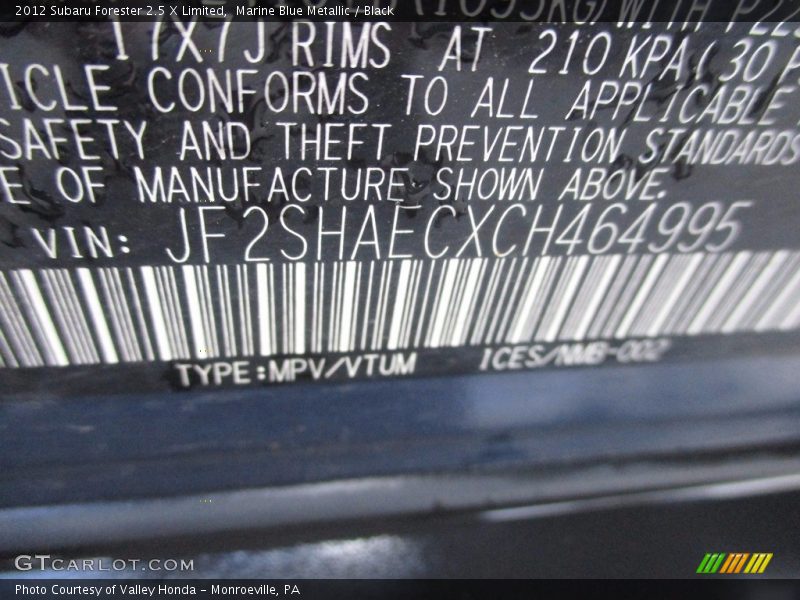 2012 Subaru Forester 2.5 X Limited, Marine Blue Metallic / Black
17X7J RIMS AT 210 KPA( 30 P
ICLE CONFORMS TO ALL APPLICABLE
SAFETY AND THEFT PREVENTION STANDARDS
E OF MANUFACTURE SHOWN ABOVE.
VIN: JF2SHAECXCH464995
TYPE:MPV/VTUM ICES/NMB-002
GTCARLOT.COM
Photo Courtesy of Valley Honda - Monroeville, PA